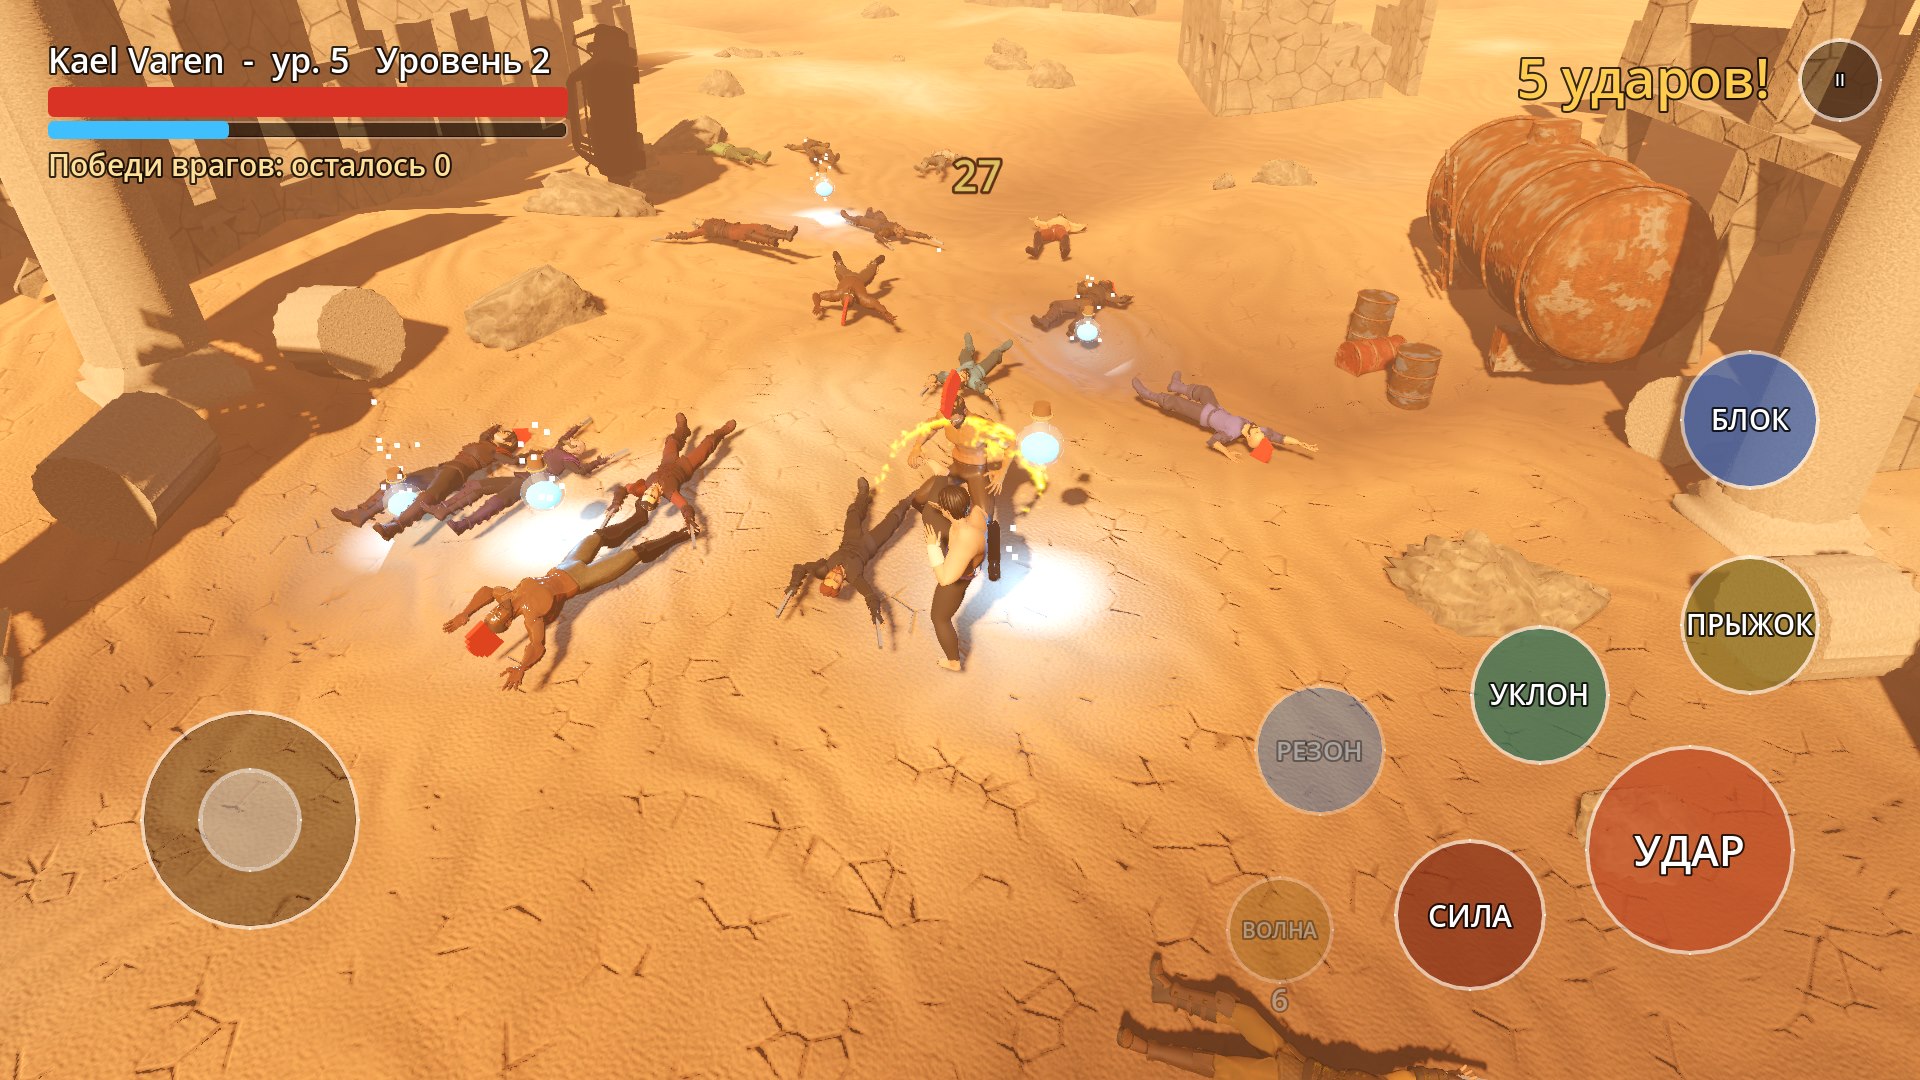 Kael Varen - ур. 5 Уровень 2
Победи врагов: осталось 0
5 ударов!
II
27
БЛОК
ПРЫЖОК
УКЛОН
РЕЗОН
УДАР
СИЛА
ВОЛНА
6